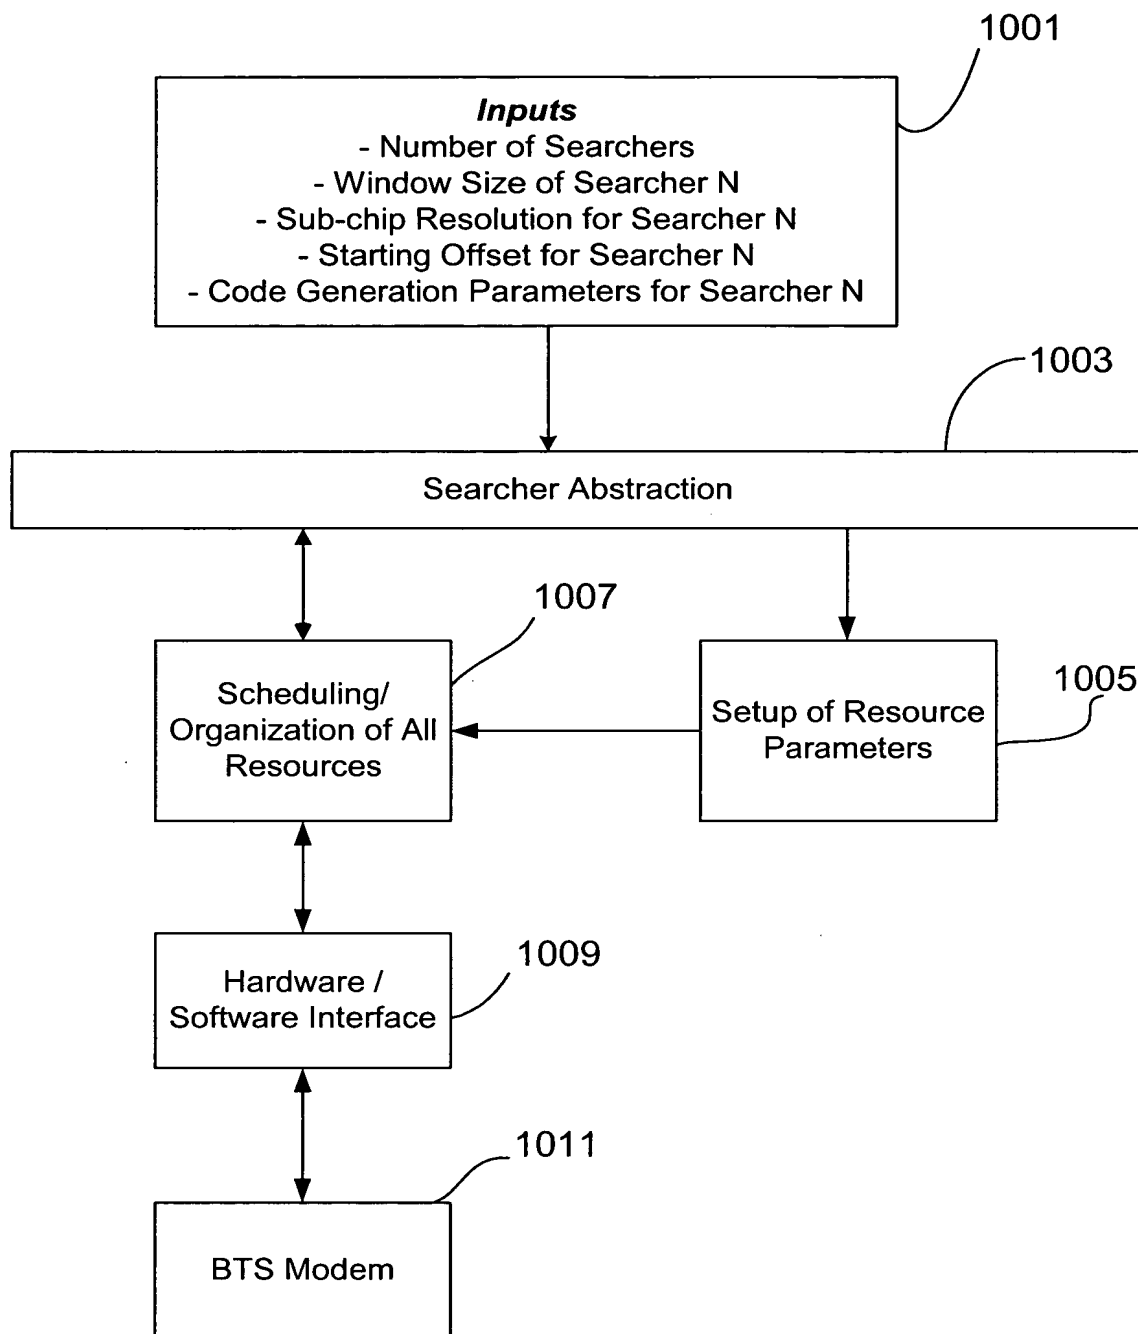 1001
Inputs
- Number of Searchers
- Window Size of Searcher N
- Sub-chip Resolution for Searcher N
- Starting Offset for Searcher N
- Code Generation Parameters for Searcher N
1003
Searcher Abstraction
1007
Scheduling/
Organization of All
Resources
1005
Setup of Resource
Parameters
1009
Hardware /
Software Interface
1011
BTS Modem